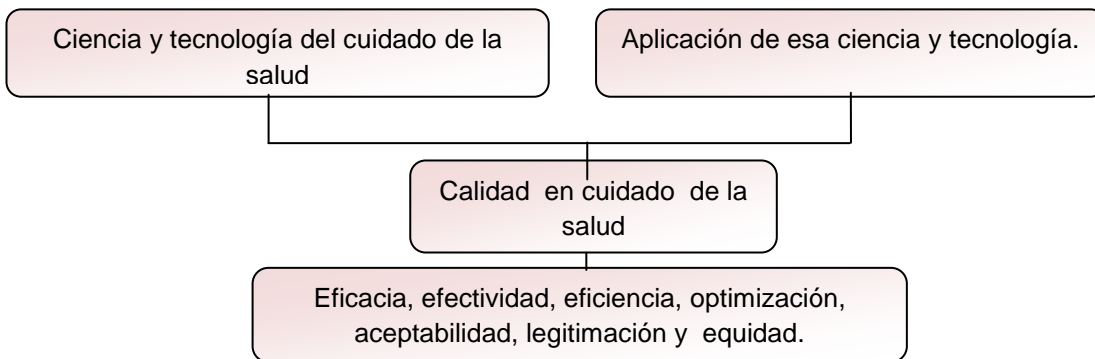 Ciencia y tecnología del cuidado de la
salud
Aplicación de esa ciencia y tecnología.
Calidad en cuidado de la
salud
Eficacia, efectividad, eficiencia, optimización,
aceptabilidad, legitimación y equidad.